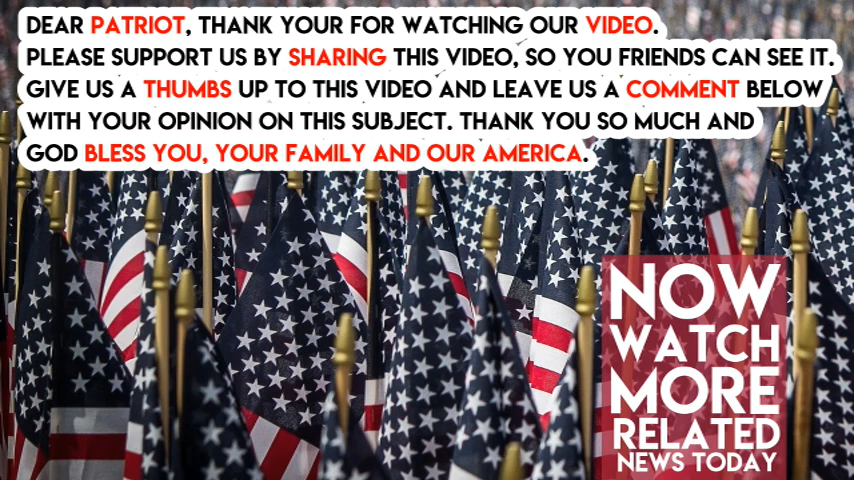 DEAR PATRIOT, THANK YOUR FOR WATCHING OUR VIDEO.
PLEASE SUPPORT US BY SHARING THIS VIDEO, SO YOU FRIENDS CAN SEE IT.
GIVE US A THUMBS UP TO THIS VIDEO AND LEAVE US A COMMENT BELOW
WITH YOUR OPINION ON THIS SUBJECT. THANK YOU SO MUCH AND
GOD BLESS YOU, YOUR FAMILY AND OUR AMERICA.
NOW
WATCH
MORE
RELATED
NEWS TODAY